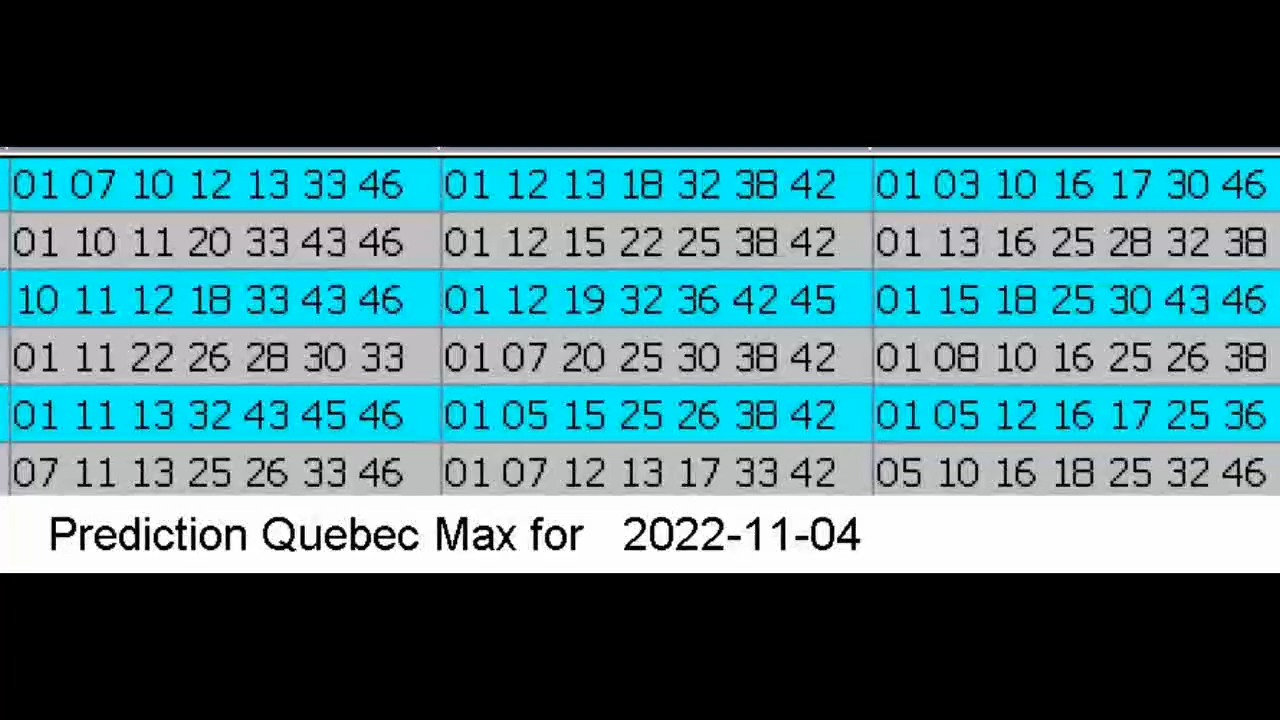 01 07 10 12 13 33 46 01 12 13 18 32 38 42 01 03 10 16 17 30 46
01 10 11 20 33 43 46 01 12 15 22 25 38 42 01 13 16 25 28 32 38
10 11 12 18 33 43 46 01 12 19 32 36 42 45 01 15 18 25 30 43 46
01 11 22 26 28 30 33 01 07 20 25 30 38 42 01 08 10 16 25 26 38
01 11 13 32 43 45 46 01 05 15 25 26 38 42 01 05 12 16 17 25 36
07 11 13 25 26 33 46 01 07 12 13 17 33 42 05 10 16 18 25 32 46
Prediction Quebec Max for 2022-11-04